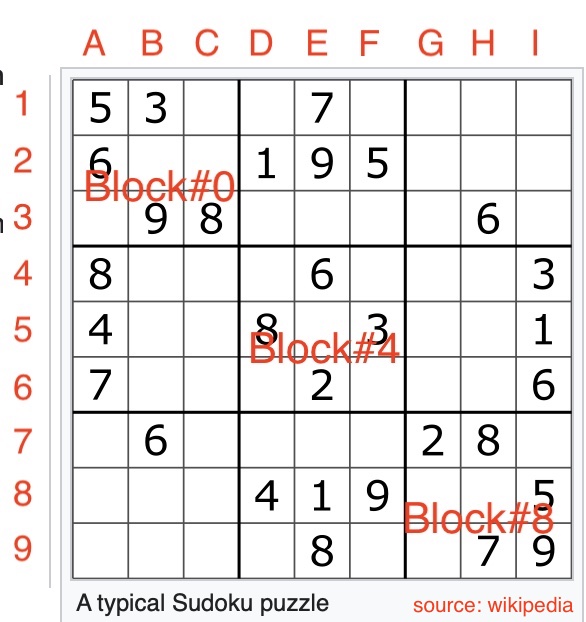 A B C D E F G H I
1 5 3 7
2 6 1 9 5
Block#0
3 9 8 6
4 8 6 3
5 4 8 3 1
Block#4
6 7 2 6
7 6 2 8
8 4 1 9 5
Block#8
9 8 7 9
A typical Sudoku puzzle source: wikipedia